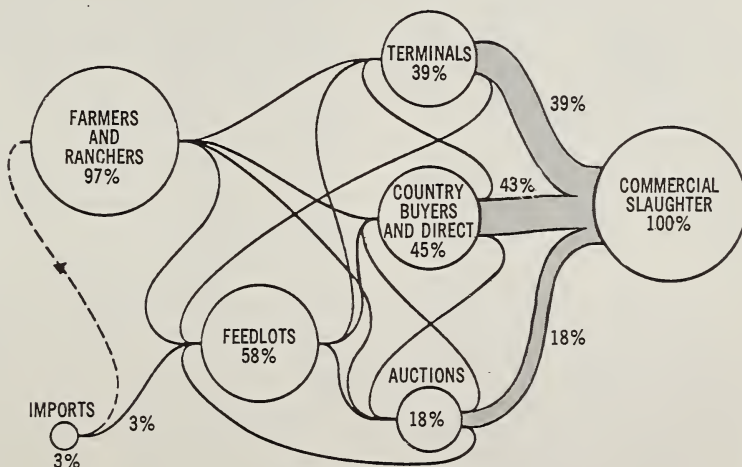 TERMINALS
39%
39%
FARMERS
AND
RANCHERS
97%
COUNTRY
BUYERS
AND DIRECT
45%
43%
COMMERCIAL
SLAUGHTER
100%
FEEDLOTS
58%
AUCTIONS
18%
18%
IMPORTS
3%
3%